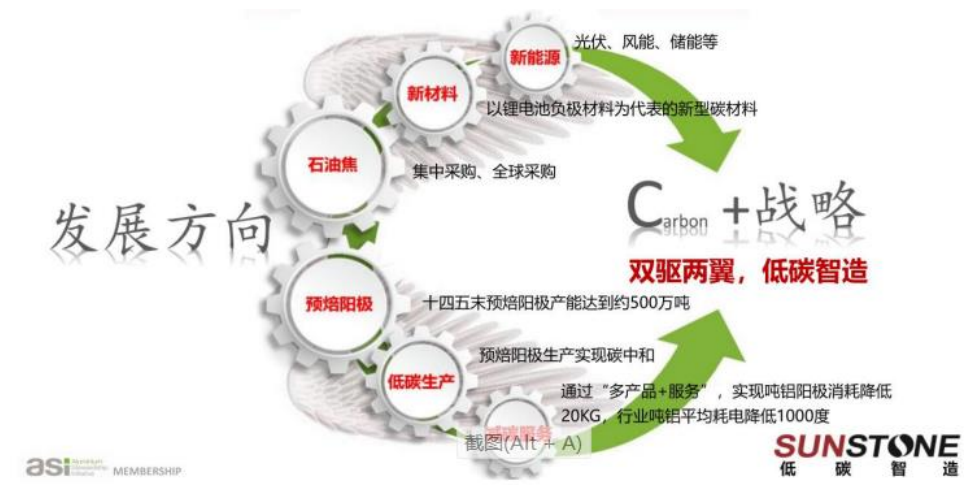 新能源
光伏、风能、储能等
新材料
以锂电池负极材料为代表的新型碳材料
石油焦
集中采购、全球采购
发展方向
Carbon +战略
双驱两翼，低碳智造
预焙阳极
十四五末预焙阳极产能达到约500万吨
低碳生产
预焙阳极生产实现碳中和
通过“多产品+服务”，实现吨铝阳极消耗降低
20KG，行业吨铝平均耗电降低1000度
截图(Alt + A)
asi Aluminium
Stewardship
Initiative
MEMBERSHIP
SUNSTONE
低碳智造